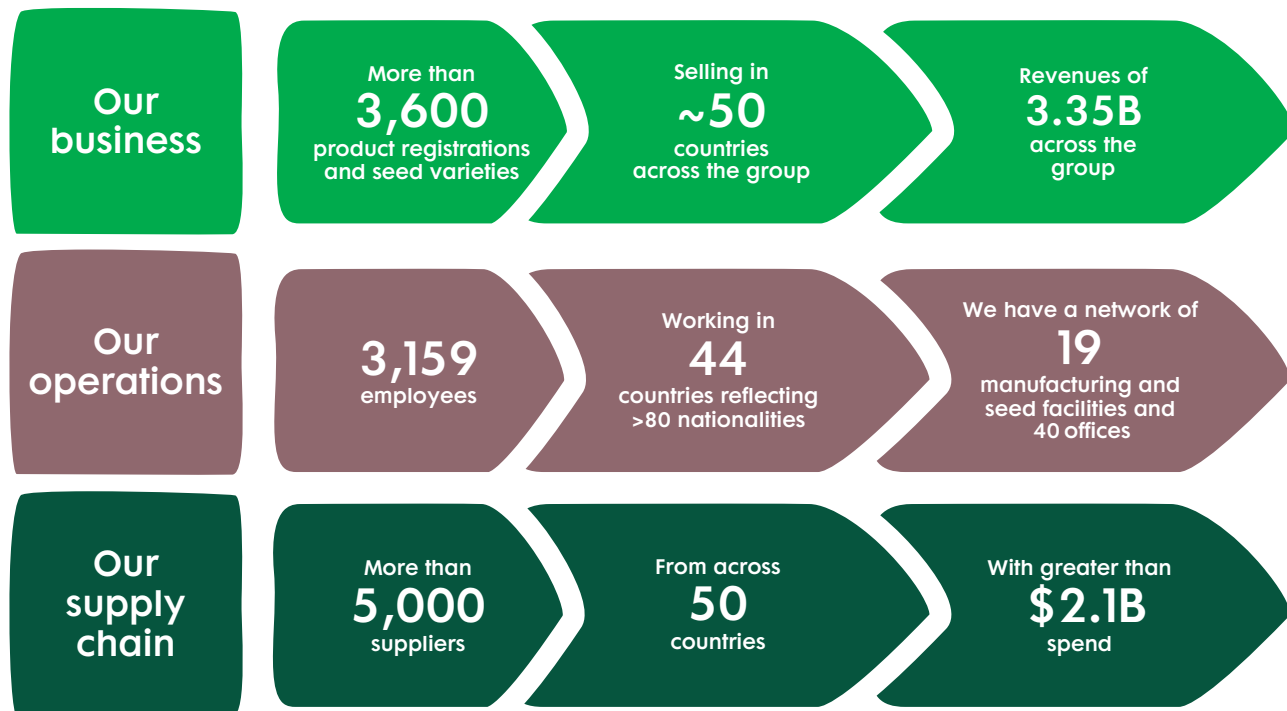 Our
business
More than
3,600
product registrations
and seed varieties
Selling in
~50
countries
across the group
Revenues of
3.35B
across the
group
Our
operations
3,159
employees
Working in
44
countries reflecting
>80 nationalities
We have a network of
19
manufacturing and
seed facilities and
40 offices
Our
supply
chain
More than
5,000
suppliers
From across
50
countries
With greater than
$2.1B
spend